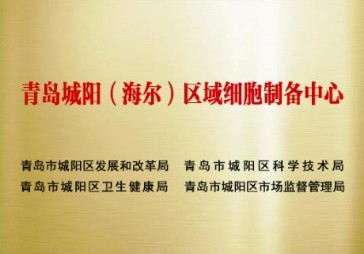 青岛城阳（海尔）区域细胞制备中心
青岛市城阳区发展和改革局 青岛市城阳区科学技术局
青岛市城阳区卫生健康局 青岛市城阳区市场监督管理局